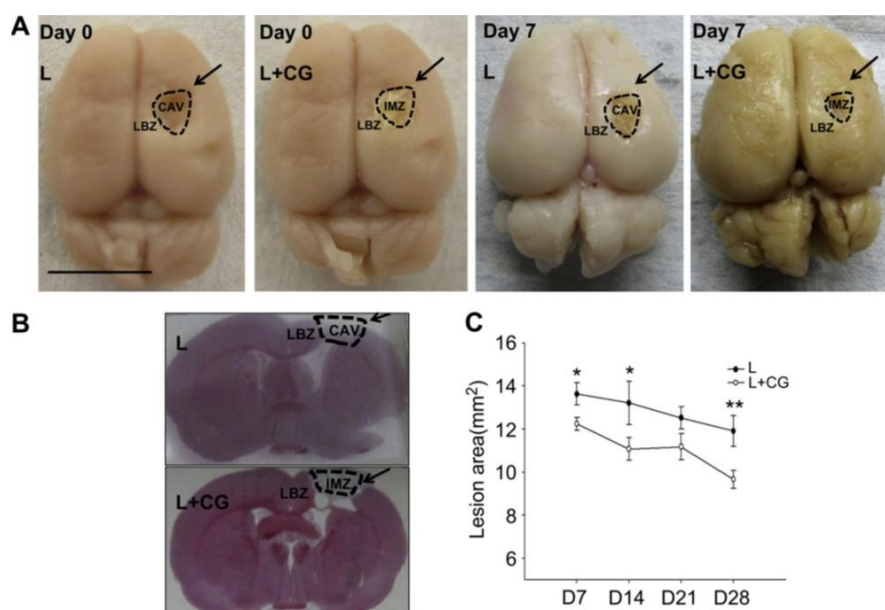 A
Day 0
L
CAV
LBZ
Day 0
L+CG
IMZ
LBZ
Day 7
L
CAV
LBZ
Day 7
L+CG
IMZ
LBZ
B
L
LBZ
CAV
L+CG
LBZ
IMZ
C
Lesion area(mm²)
16
14
12
10
8
6
*
*
**
L
L+CG
D7
D14
D21
D28